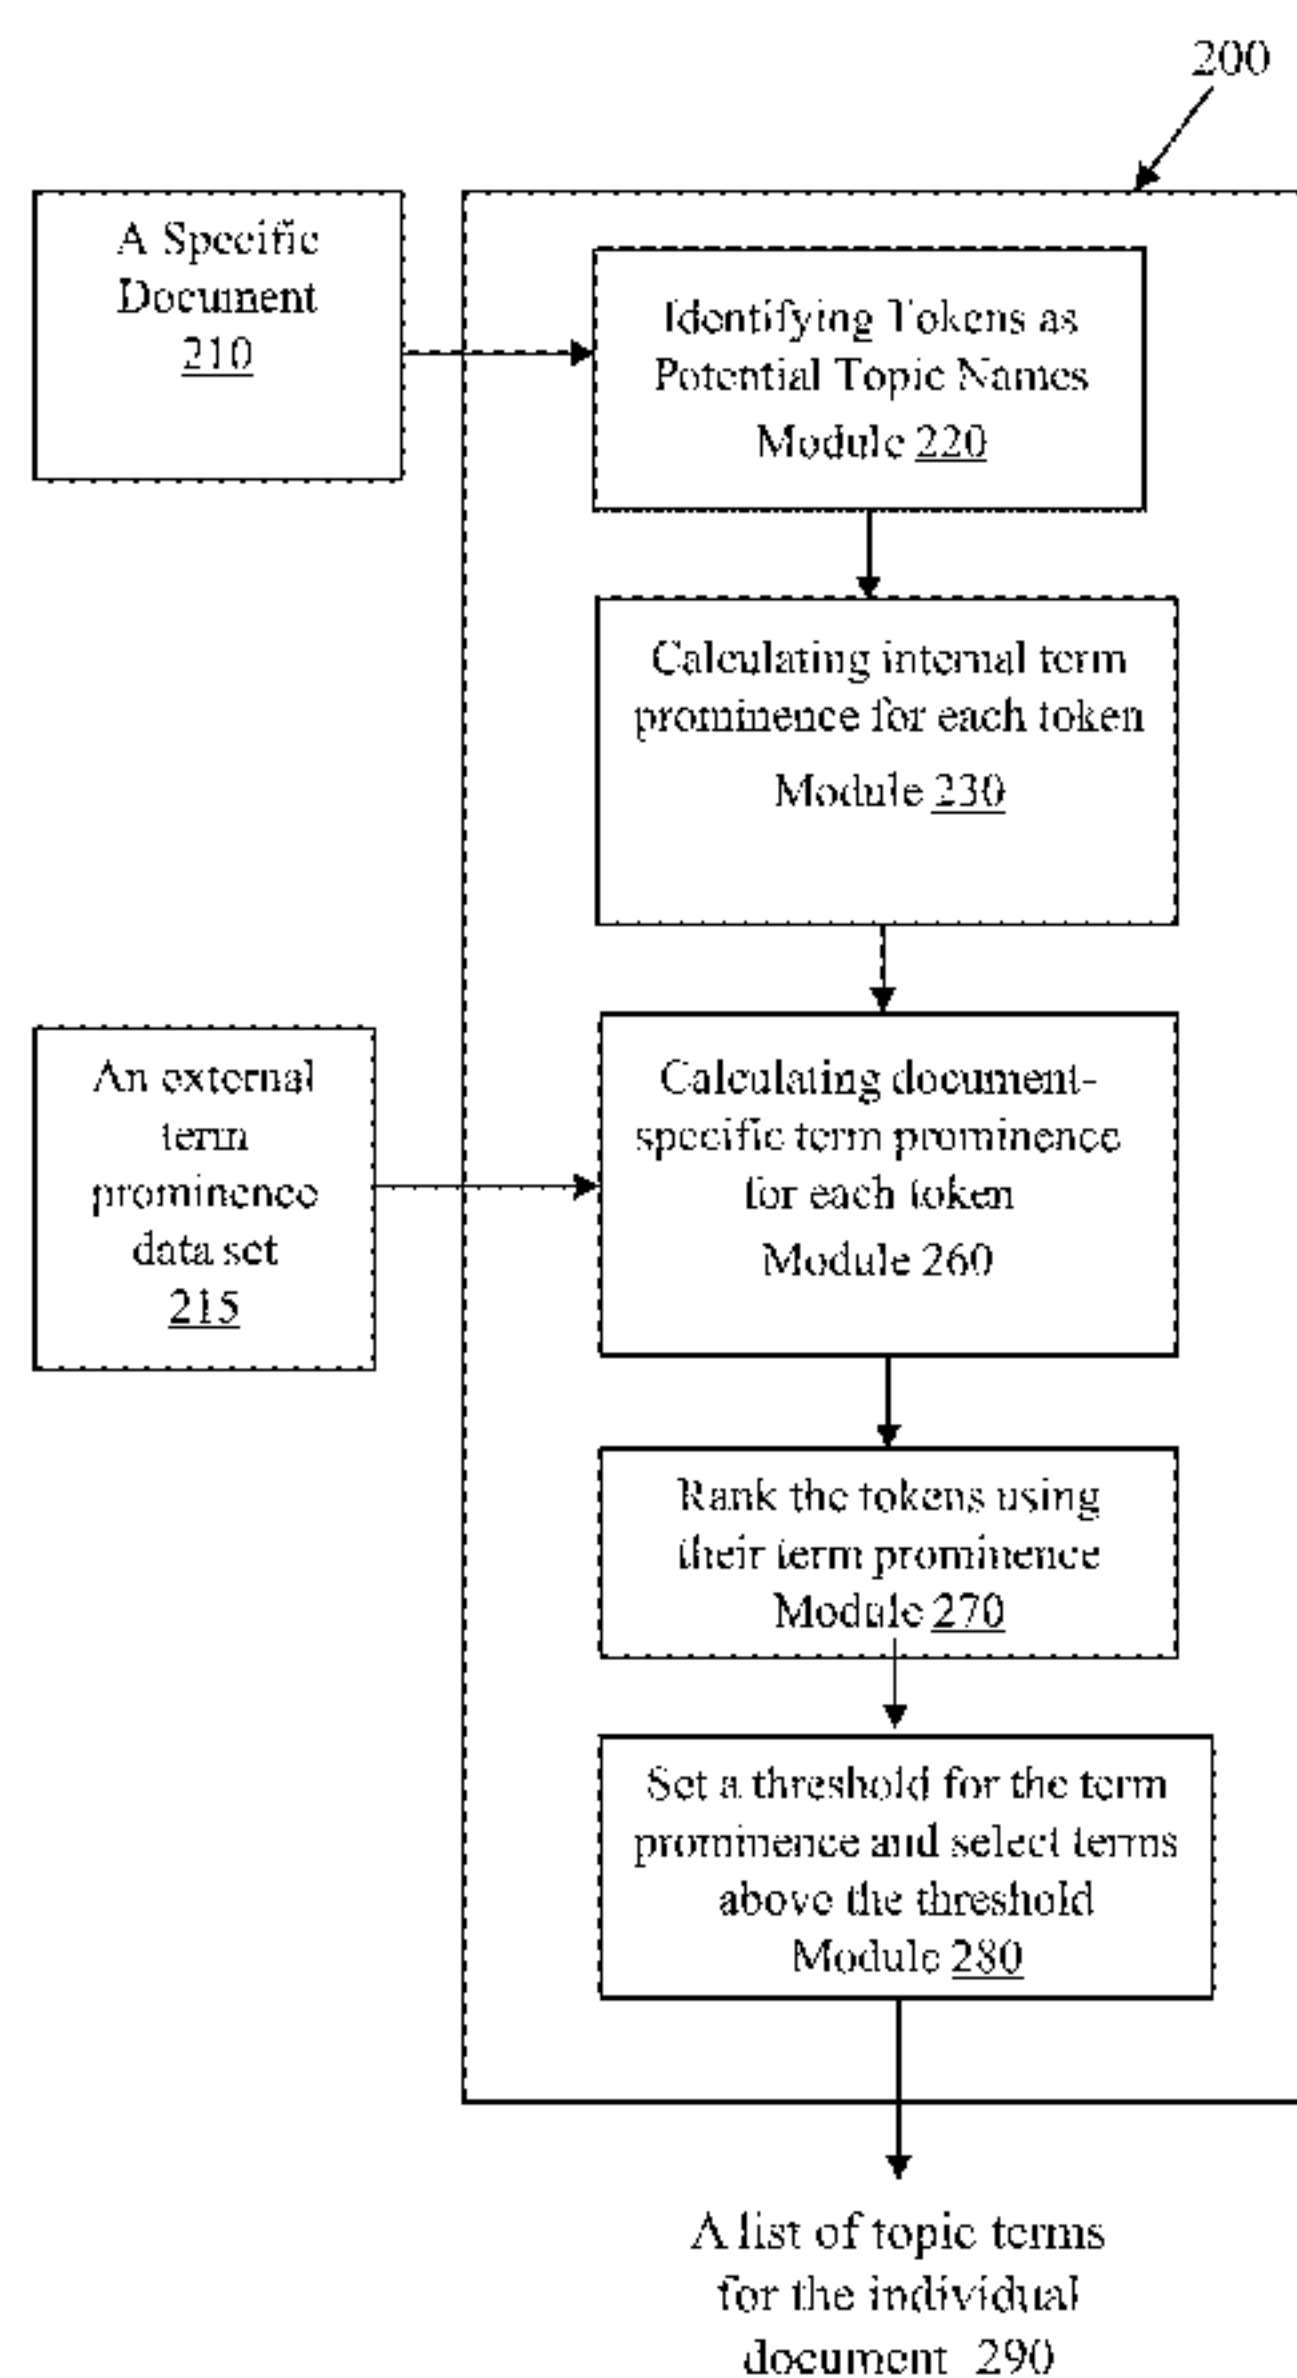 200
A Specific
Document
210
Identifying Tokens as
Potential Topic Names
Module 220
Calculating internal term
prominence for each token
Module 230
An external
term
prominence
data set
215
Calculating document-
specific term prominence
for each token
Module 260
Rank the tokens using
their term prominence
Module 270
Set a threshold for the term
prominence and select terms
above the threshold
Module 280
A list of topic terms
for the individual
document 290